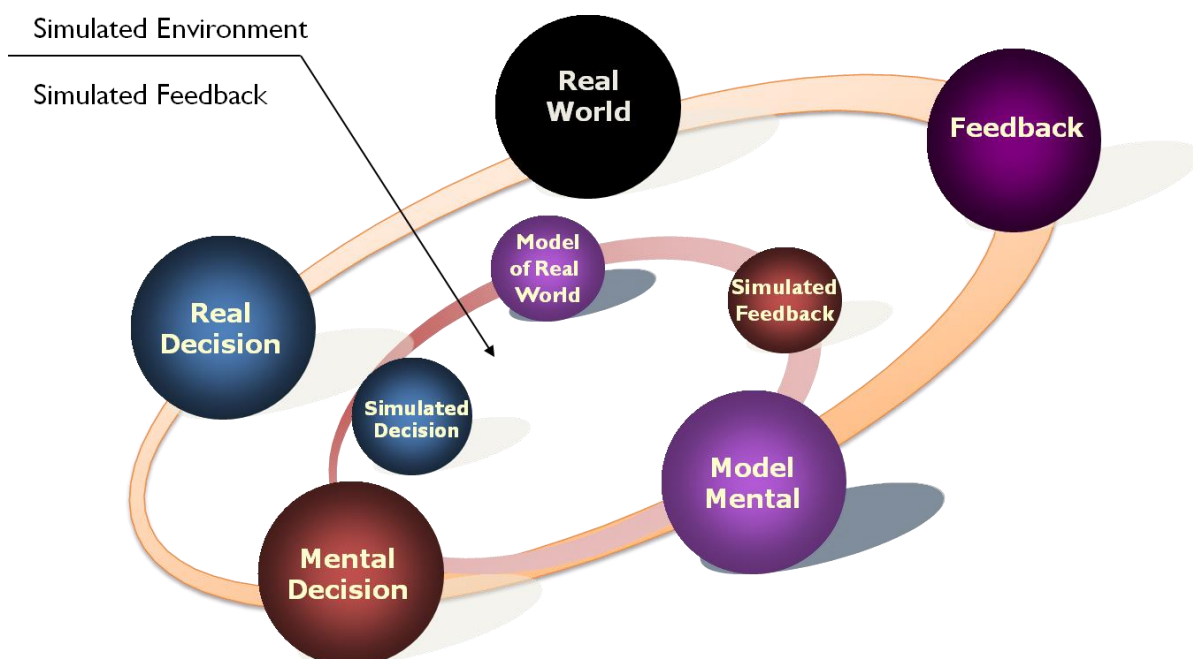 Simulated Environment
Simulated Feedback
Real
World
Feedback
Model
of Real
World
Simulated
Feedback
Real
Decision
Simulated
Decision
Model
Mental
Mental
Decision